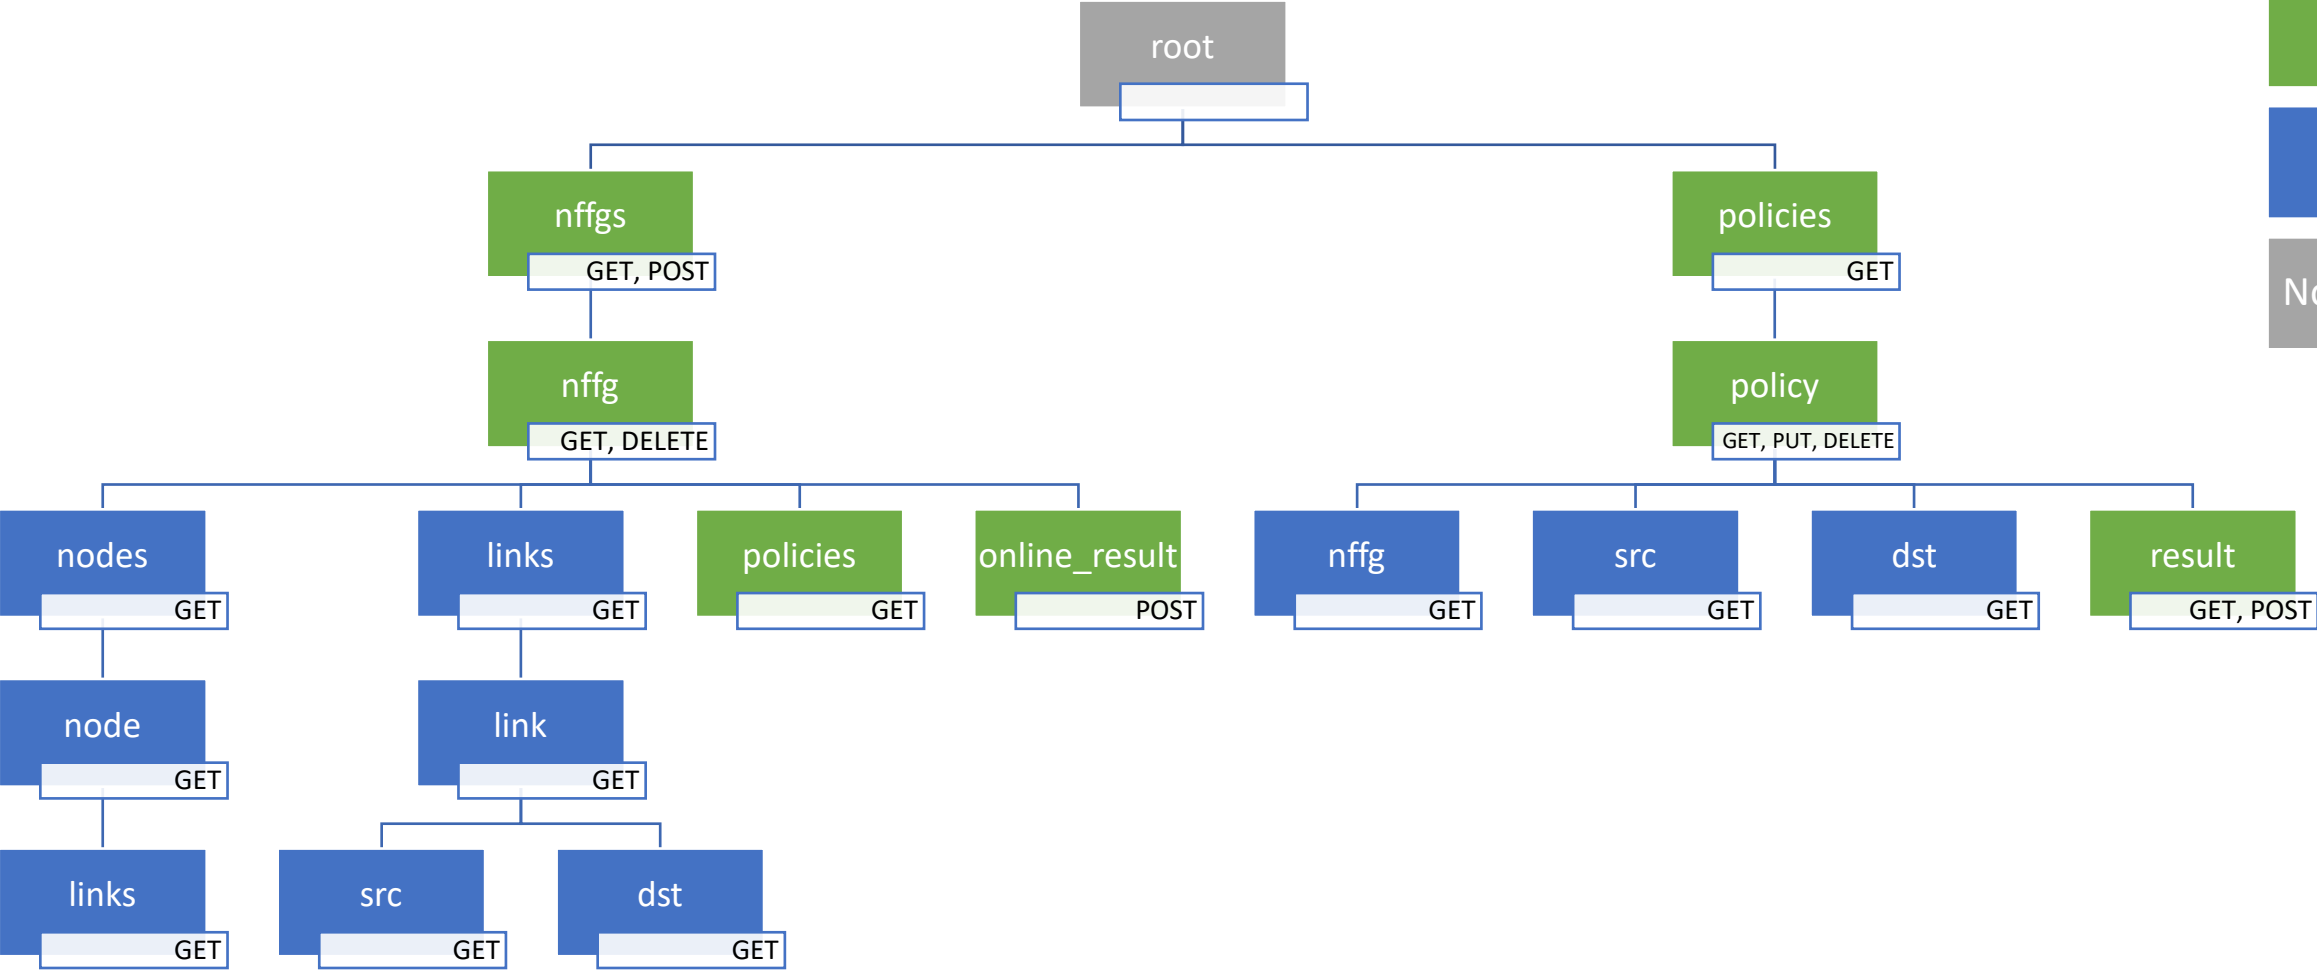 root
nffgs
GET, POST
policies
GET
nffg
GET, DELETE
policy
GET, PUT, DELETE
nodes
GET
links
GET
policies
GET
online_result
POST
nffg
GET
src
GET
dst
GET
result
GET, POST
node
GET
link
GET
links
GET
src
GET
dst
GET